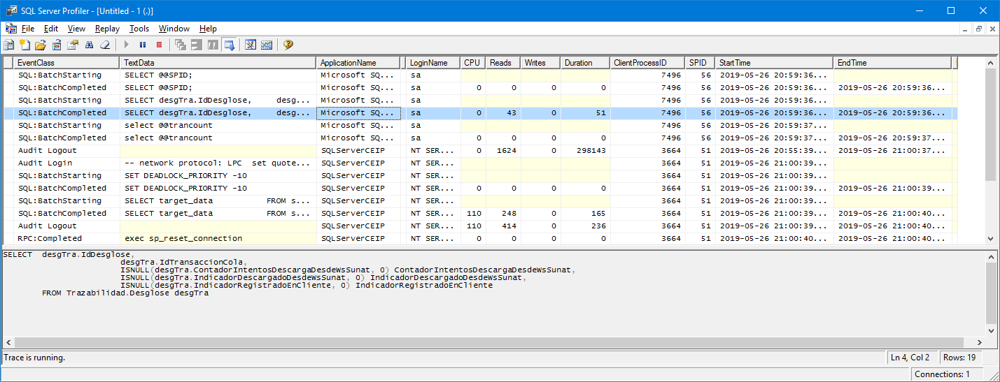 SQL Server Profiler - [Untitled - 1 (.)]
File Edit View Replay Tools Window Help
EventClass TextData ApplicationName LoginName CPU Reads Writes Duration ClientProcessID SPID StartTime EndTime
SQL:BatchStarting SELECT @@SPID; Microsoft SQ... sa 7496 56 2019-05-26 20:59:36...
SQL:BatchCompleted SELECT @@SPID; Microsoft SQ... sa 0 0 0 0 7496 56 2019-05-26 20:59:36... 2019-05-26 20:59:36...
SQL:BatchStarting SELECT desgTra.IdDesglose, desg... Microsoft SQ... sa 7496 56 2019-05-26 20:59:36...
SQL:BatchCompleted SELECT desgTra.IdDesglose, desg... Microsoft SQ... sa 0 43 0 51 7496 56 2019-05-26 20:59:36... 2019-05-26 20:59:36...
SQL:BatchStarting select @@trancount Microsoft SQ... sa 7496 56 2019-05-26 20:59:37...
SQL:BatchCompleted select @@trancount Microsoft SQ... sa 0 0 0 0 7496 56 2019-05-26 20:59:37... 2019-05-26 20:59:37...
Audit Logout SQLServerCEIP NT SER... 0 1624 0 298143 3664 51 2019-05-26 20:55:39... 2019-05-26 21:00:37...
Audit Login -- network protocol: LPC set quote... SQLServerCEIP NT SER... 3664 51 2019-05-26 21:00:39...
SQL:BatchStarting SET DEADLOCK_PRIORITY -10 SQLServerCEIP NT SER... 3664 51 2019-05-26 21:00:39...
SQL:BatchCompleted SET DEADLOCK_PRIORITY -10 SQLServerCEIP NT SER... 0 0 0 0 3664 51 2019-05-26 21:00:39... 2019-05-26 21:00:39...
SQL:BatchStarting SELECT target_data FROM s... SQLServerCEIP NT SER... 3664 51 2019-05-26 21:00:39...
SQL:BatchCompleted SELECT target_data FROM s... SQLServerCEIP NT SER... 110 248 0 165 3664 51 2019-05-26 21:00:39... 2019-05-26 21:00:40...
Audit Logout SQLServerCEIP NT SER... 110 414 0 236 3664 51 2019-05-26 21:00:39... 2019-05-26 21:00:40...
RPC:Completed exec sp_reset_connection SQLServerCEIP NT SER... 0 0 0 0 3664 51 2019-05-26 21:00:40... 2019-05-26 21:00:40...
SELECT desgTra.IdDesglose,
desgTra.IdTransaccionCola,
ISNULL(desgTra.ContadorIntentosDescargaDesdeWsSunat, 0) ContadorIntentosDescargaDesdeWsSunat,
ISNULL(desgTra.IndicadorDescargadoDesdeWsSunat, 0) IndicadorDescargadoDesdeWsSunat,
ISNULL(desgTra.IndicadorRegistradoEnCliente, 0) IndicadorRegistradoEnCliente
FROM Trazabilidad.Desglose desgTra
Trace is running. Ln 4, Col 2 Rows: 19
Connections: 1